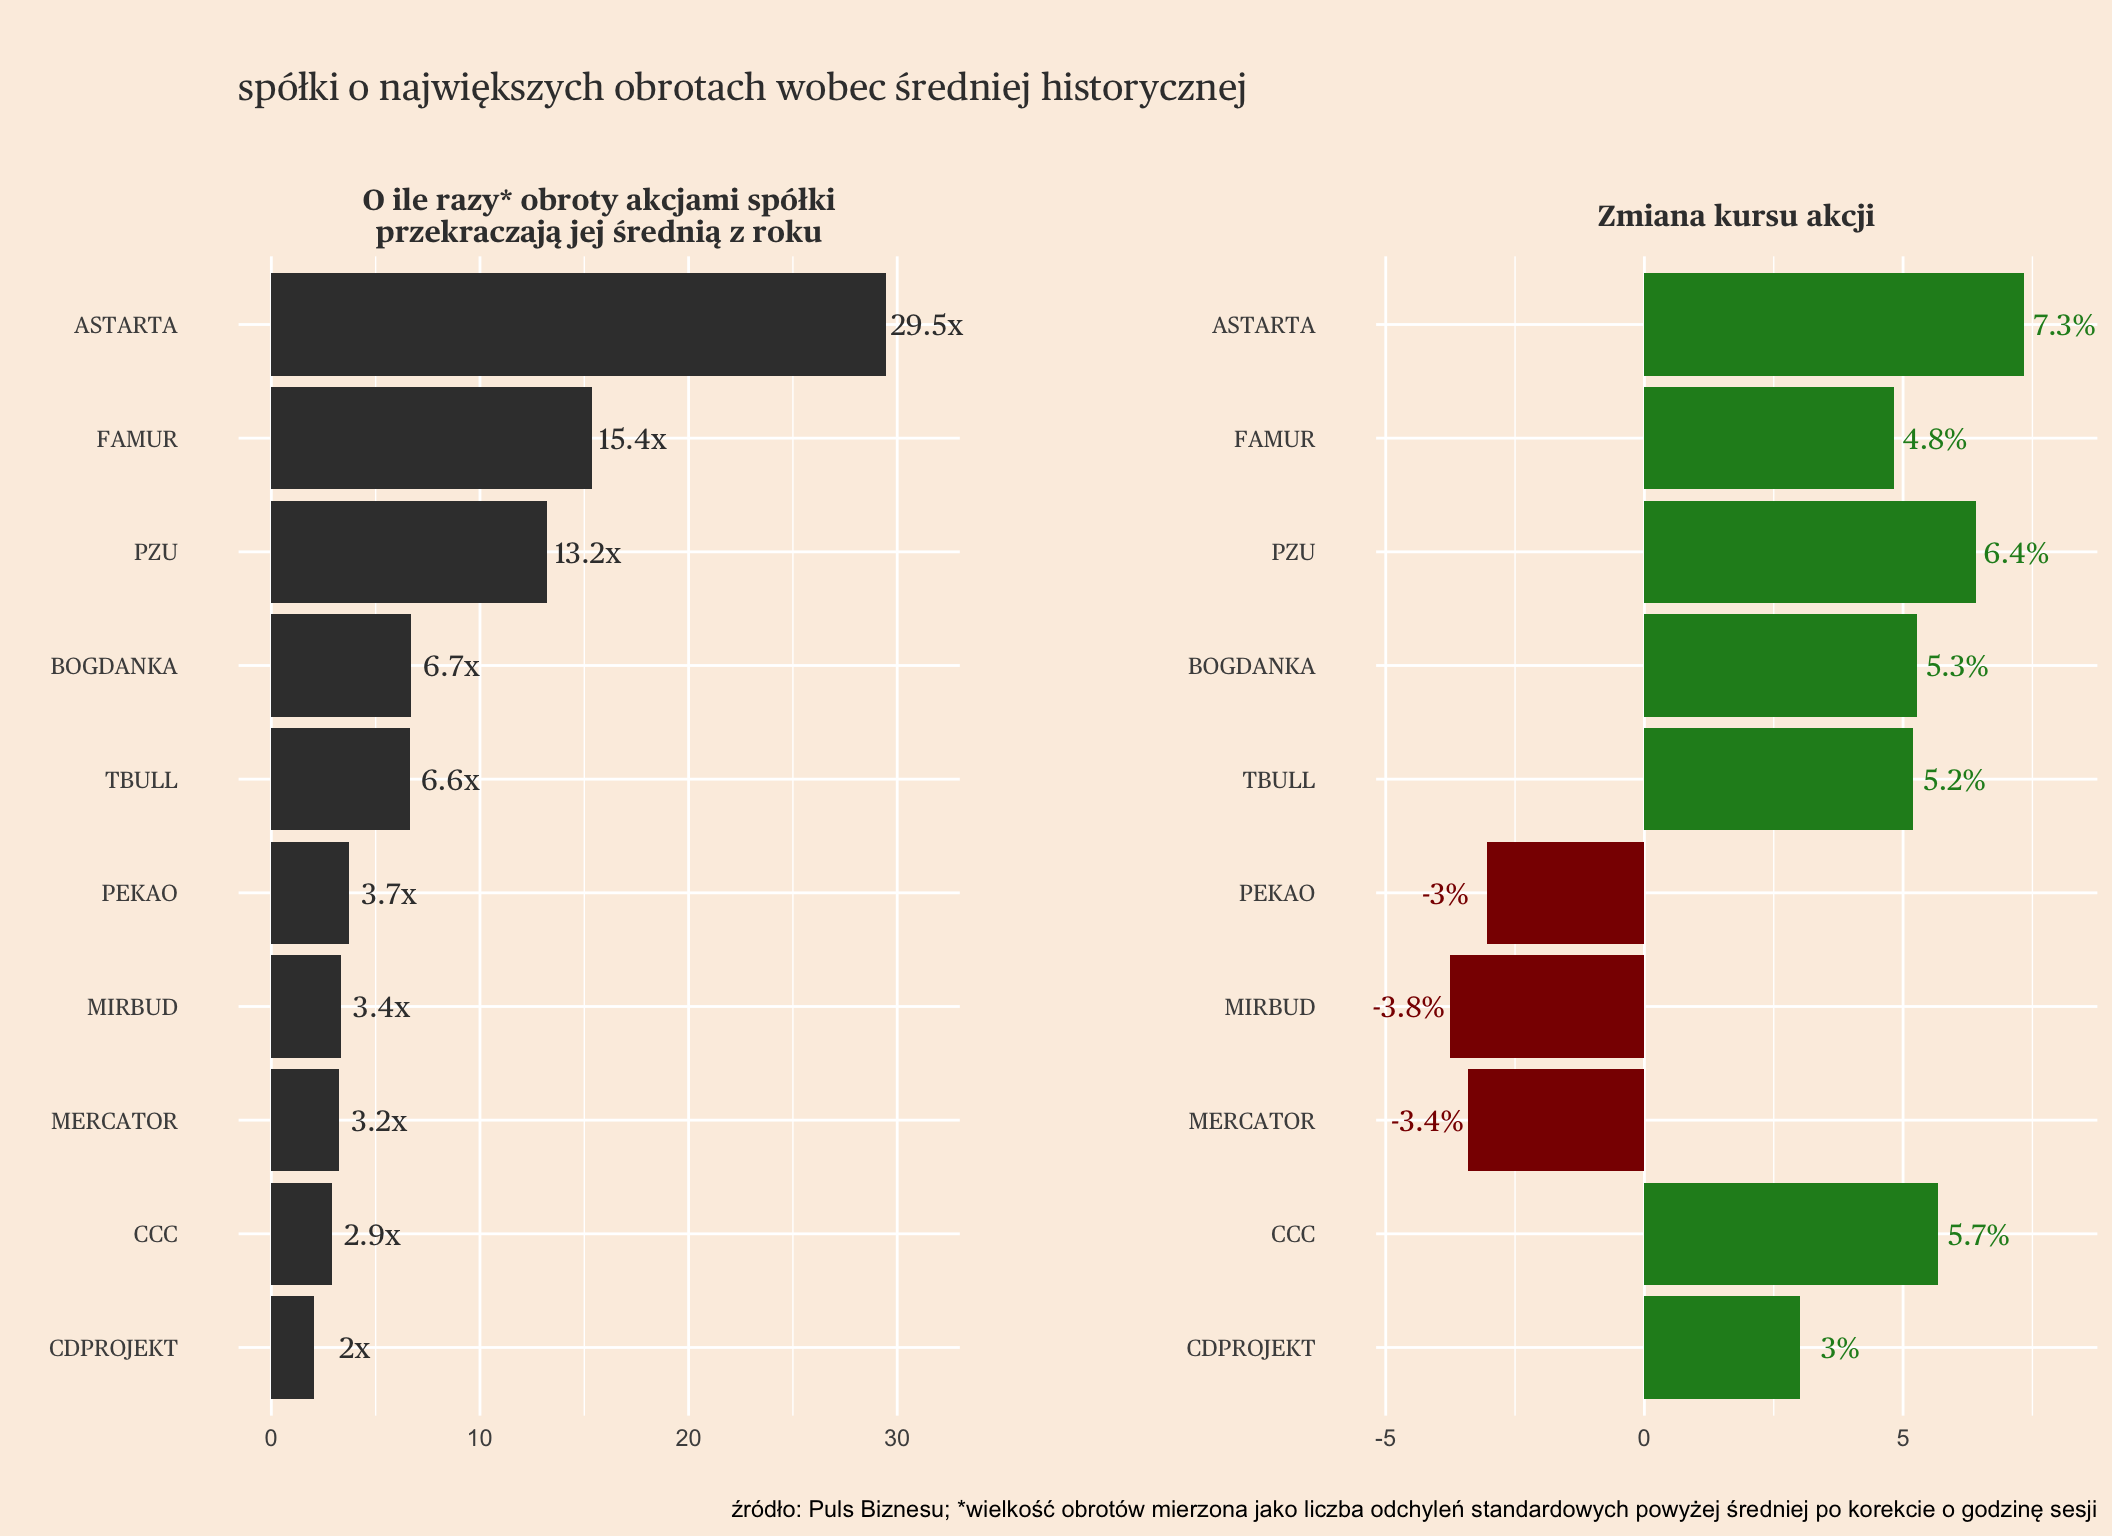 spółki o największych obrotach wobec średniej historycznej
O ile razy* obroty akcjami spółki
przekraczają jej średnią z roku
ASTARTA 29.5x
FAMUR 15.4x
PZU 13.2x
BOGDANKA 6.7x
TBULL 6.6x
PEKAO 3.7x
MIRBUD 3.4x
MERCATOR 3.2x
CCC 2.9x
CDPROJEKT 2x
0 10 20 30
Zmiana kursu akcji
ASTARTA 7.3%
FAMUR 4.8%
PZU 6.4%
BOGDANKA 5.3%
TBULL 5.2%
PEKAO -3%
MIRBUD -3.8%
MERCATOR -3.4%
CCC 5.7%
CDPROJEKT 3%
-5 0 5
źródło: Puls Biznesu; *wielkość obrotów mierzona jako liczba odchyleń standardowych powyżej średniej po korekcie o godzinę sesji